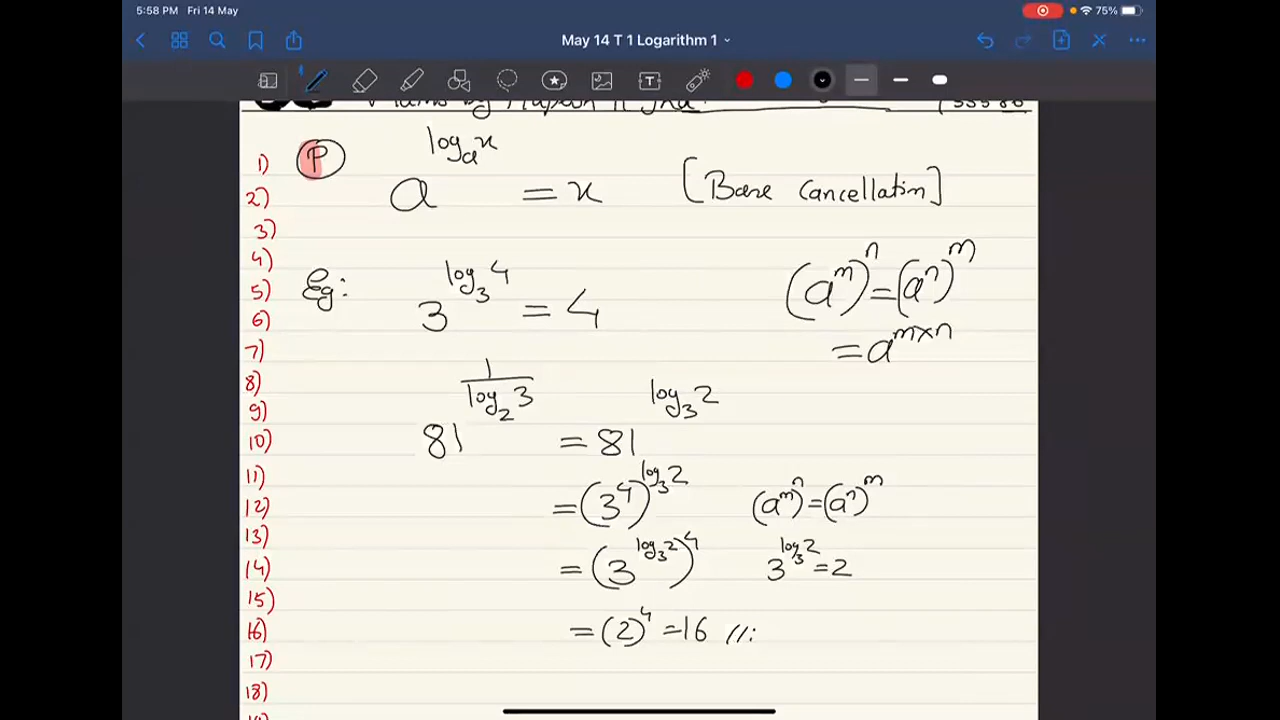 5:58 PM Fri 14 May
75%
May 14 T 1 Logarithm 1
T
by
1) P a^{log_a x} = x [Base Cancellation]
2)
3)
4)
5) Eg: 3^{log_3 4} = 4 (a^m)^n = (a^n)^m
6)
7) = a^{m×n}
8)
9)
10) 81^{1/log_2 3} = 81^{log_3 2}
11)
12) = (3^4)^{log_3 2} (a^m)^n = (a^n)^m
13)
14) = (3^{log_3 2})^4 3^{log_3 2} = 2
15)
16) = (2)^4 = 16 //:
17)
18)